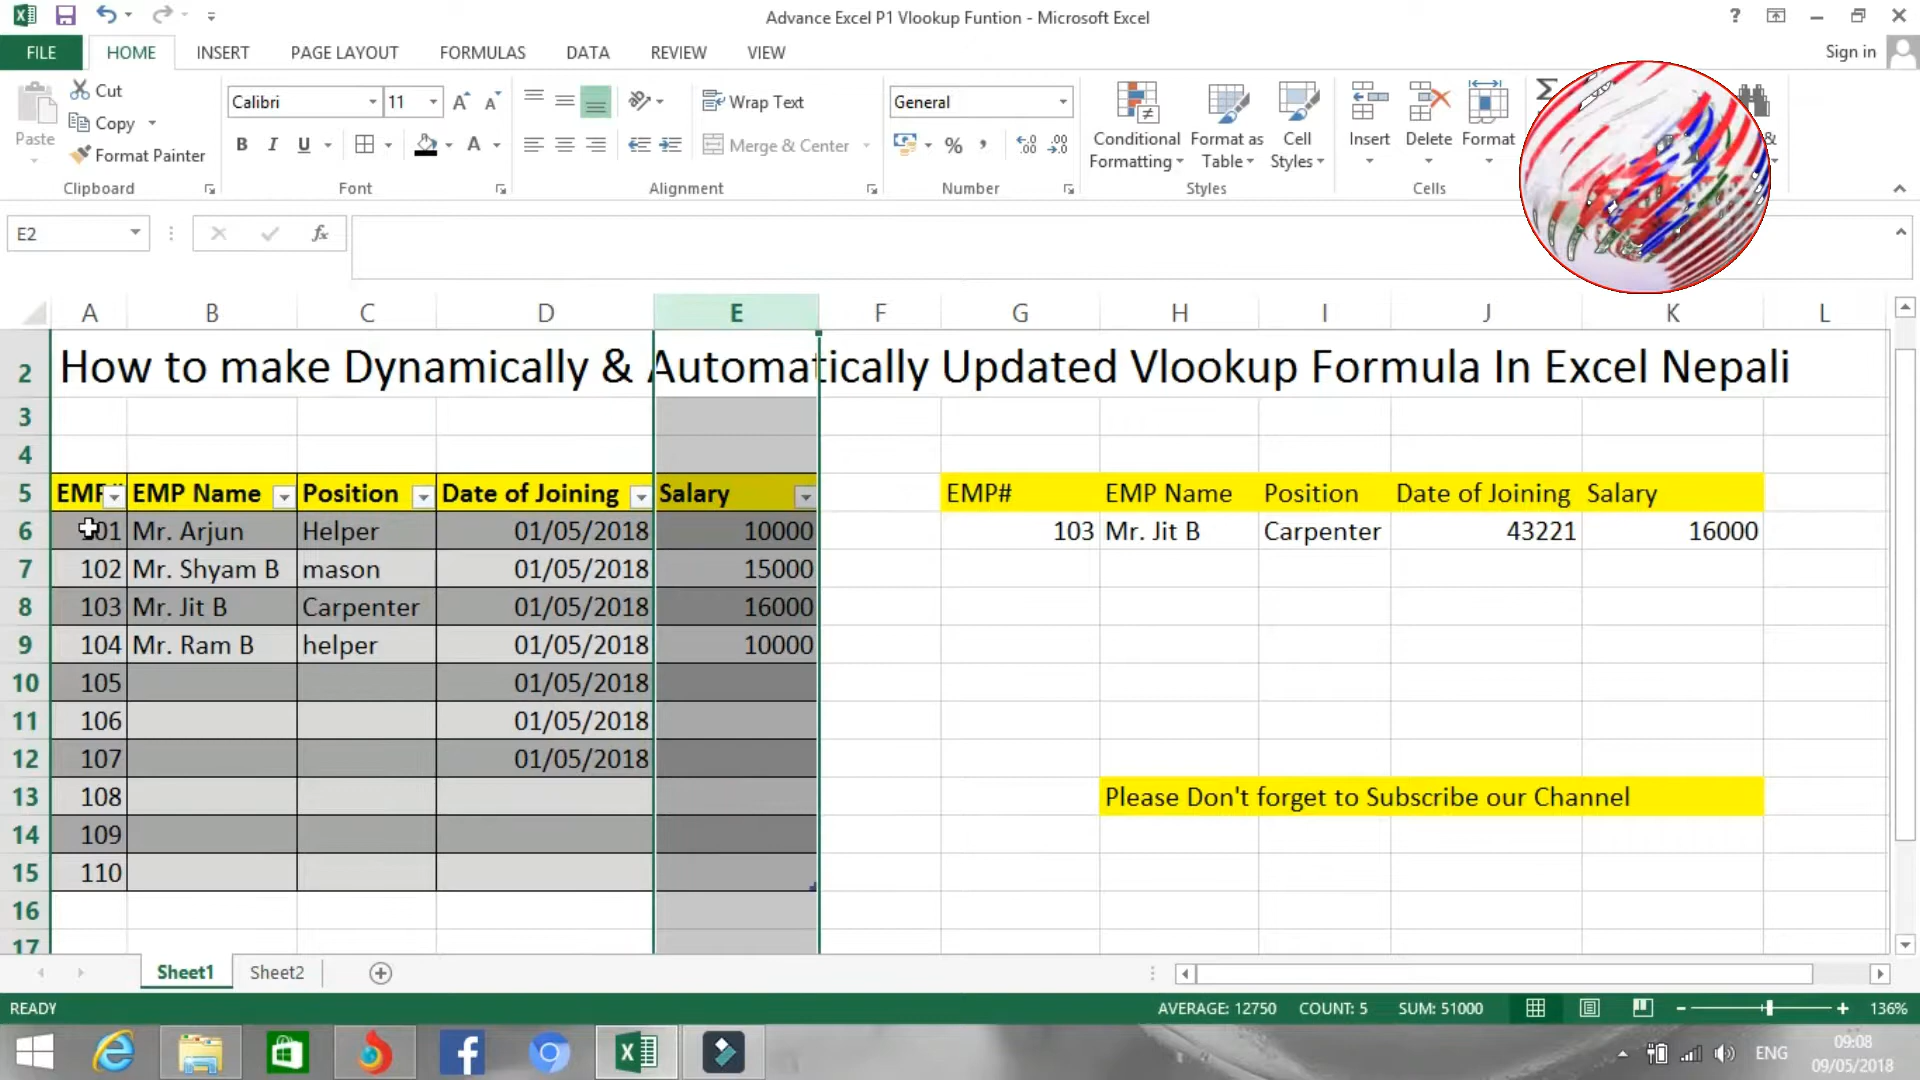 Advance Excel P1 Vlookup Funtion - Microsoft Excel
?
FILE HOME INSERT PAGE LAYOUT FORMULAS DATA REVIEW VIEW Sign in
Paste Cut
Copy
Format Painter
Clipboard
Calibri 11
B I U A
Font
Wrap Text
Merge & Center
Alignment
General
%
Number
Conditional Formatting
Format as Table
Cell Styles
Styles
Insert Delete Format
Cells
&
E2 fx
A B C D E F G H I J K L
2 How to make Dynamically & Automatically Updated Vlookup Formula In Excel Nepali
3
4
5 EMP# EMP Name Position Date of Joining Salary EMP# EMP Name Position Date of Joining Salary
6 01 Mr. Arjun Helper 01/05/2018 10000 103 Mr. Jit B Carpenter 43221 16000
7 102 Mr. Shyam B mason 01/05/2018 15000
8 103 Mr. Jit B Carpenter 01/05/2018 16000
9 104 Mr. Ram B helper 01/05/2018 10000
10 105 01/05/2018
11 106 01/05/2018
12 107 01/05/2018
13 108 Please Don't forget to Subscribe our Channel
14 109
15 110
16
17
Sheet1 Sheet2
READY AVERAGE: 12750 COUNT: 5 SUM: 51000 136%
ENG 09:08
09/05/2018